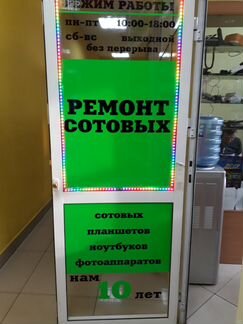 РЕЖИМ РАБОТЫ
пн-пт 10:00-18:00
сб-вс выходной
без перерыва
РЕМОНТ
СОТОВЫХ
сотовых
планшетов
ноутбуков
фотоаппаратов
нам
10 лет